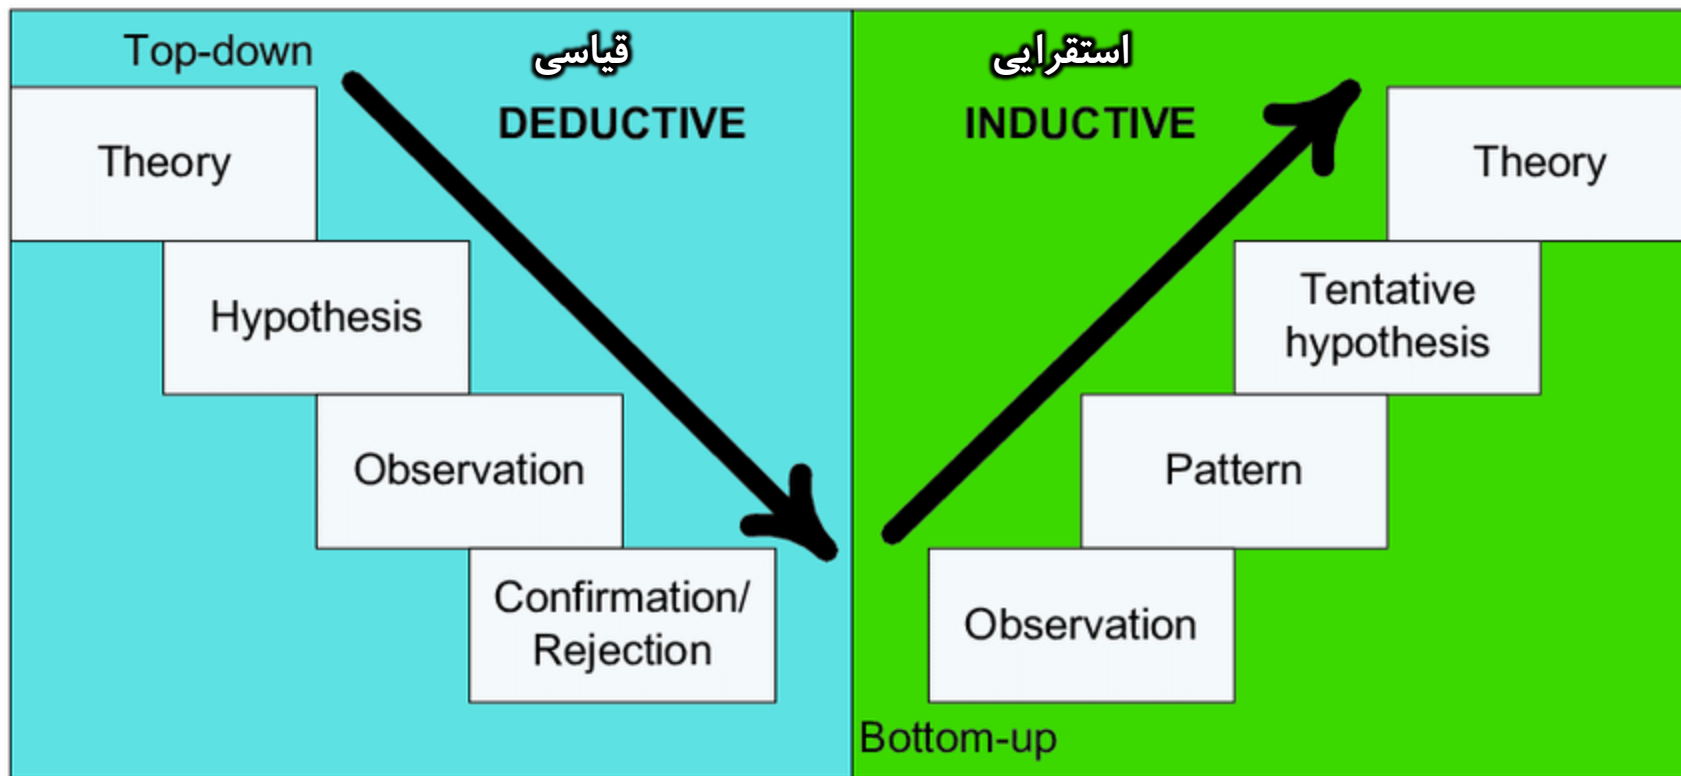 Top-down
قیاسی
DEDUCTIVE
Theory
Hypothesis
Observation
Confirmation/
Rejection
استقرایی
INDUCTIVE
Theory
Tentative
hypothesis
Pattern
Observation
Bottom-up